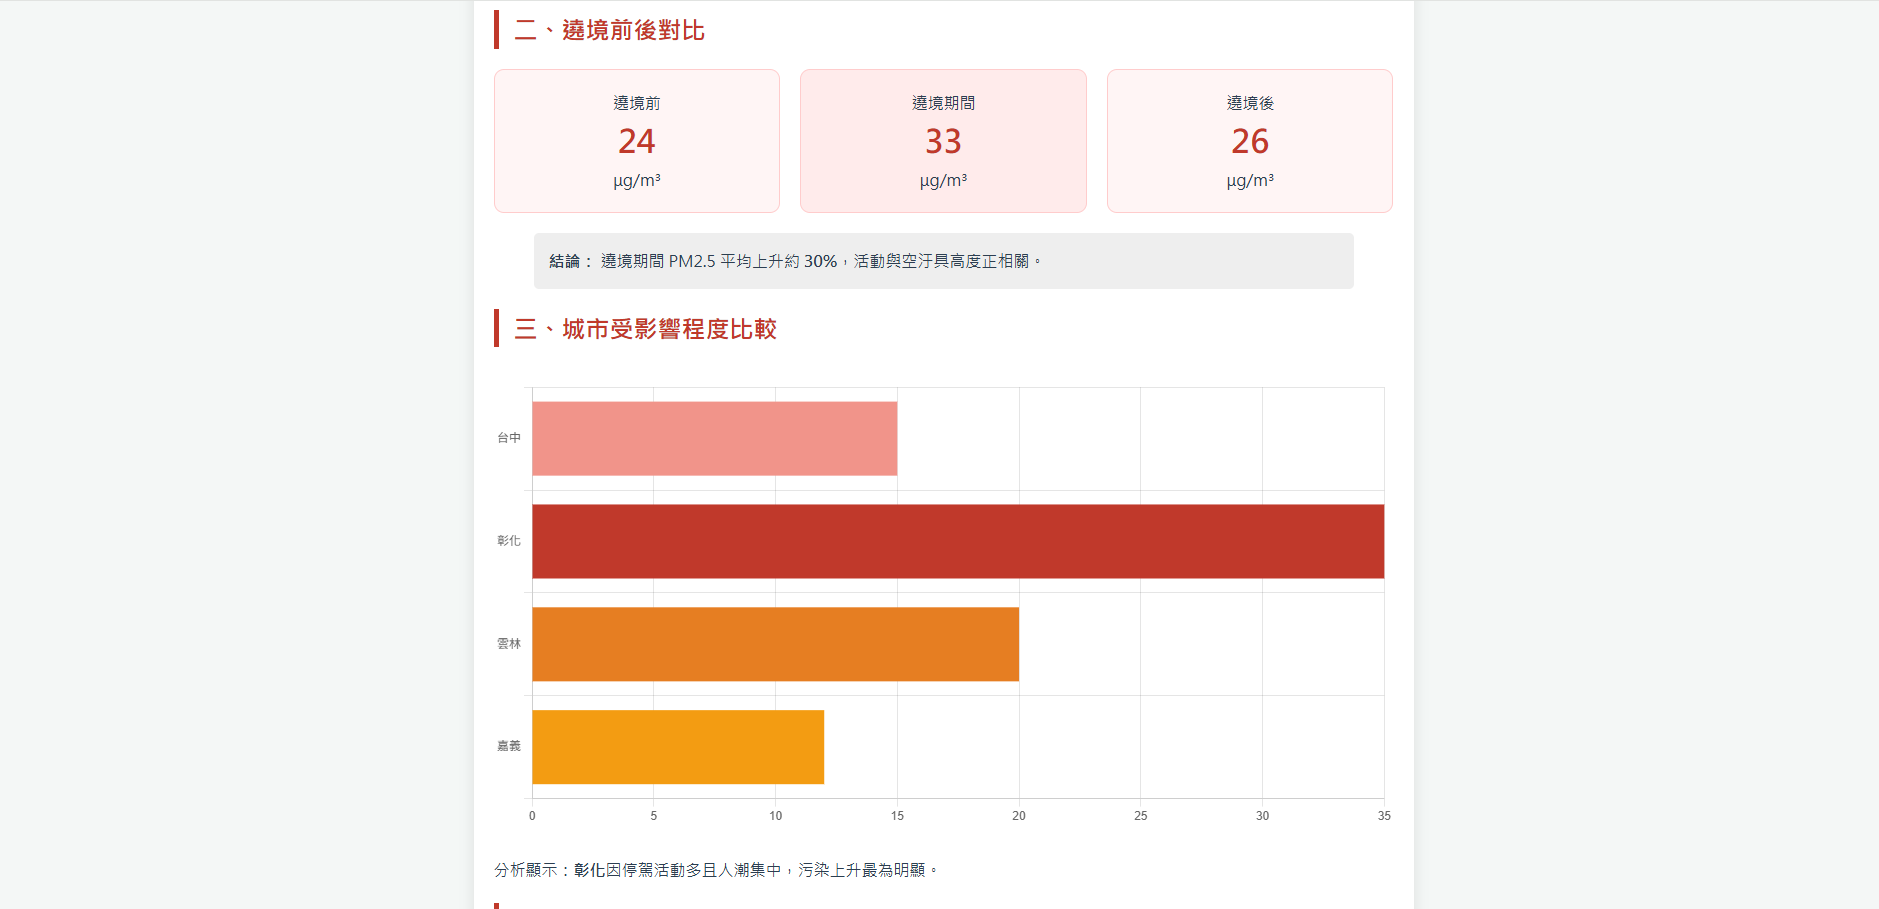 二、遶境前後對比
遶境前
24
μg/m³
遶境期間
33
μg/m³
遶境後
26
μg/m³
結論： 遶境期間 PM2.5 平均上升約 30%，活動與空汙具高度正相關。
三、城市受影響程度比較
台中
彰化
雲林
嘉義
0 5 10 15 20 25 30 35
分析顯示：彰化因停駕活動多且人潮集中，污染上升最為明顯。